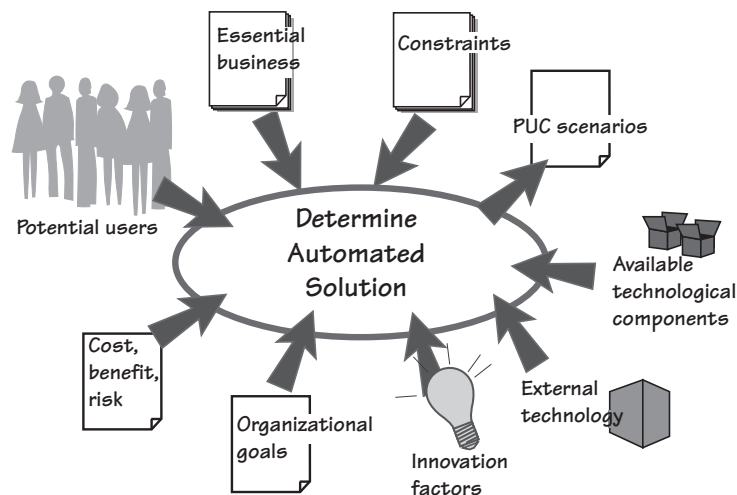 Essential
business
Constraints
PUC scenarios
Potential users
Determine
Automated
Solution
Available
technological
components
Cost,
benefit,
risk
Organizational
goals
External
technology
Innovation
factors